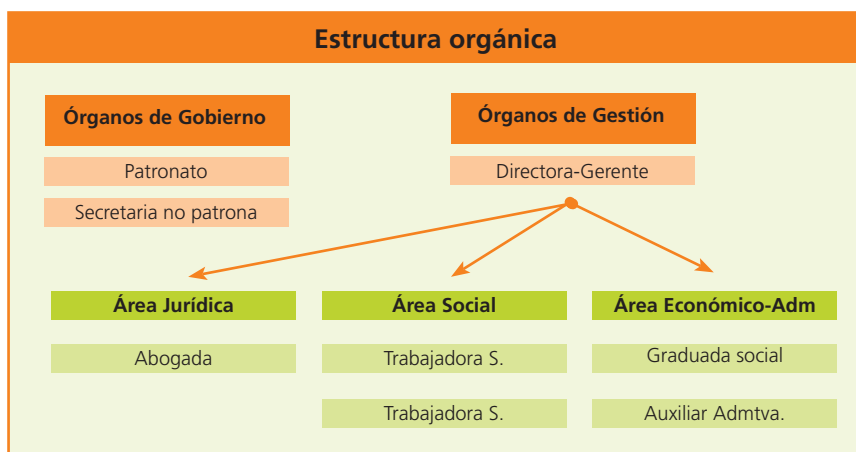 Estructura orgánica
Órganos de Gobierno
Patronato
Secretaria no patrona
Órganos de Gestión
Directora-Gerente
Área Jurídica
Abogada
Área Social
Trabajadora S.
Trabajadora S.
Área Económico-Adm
Graduada social
Auxiliar Admtva.